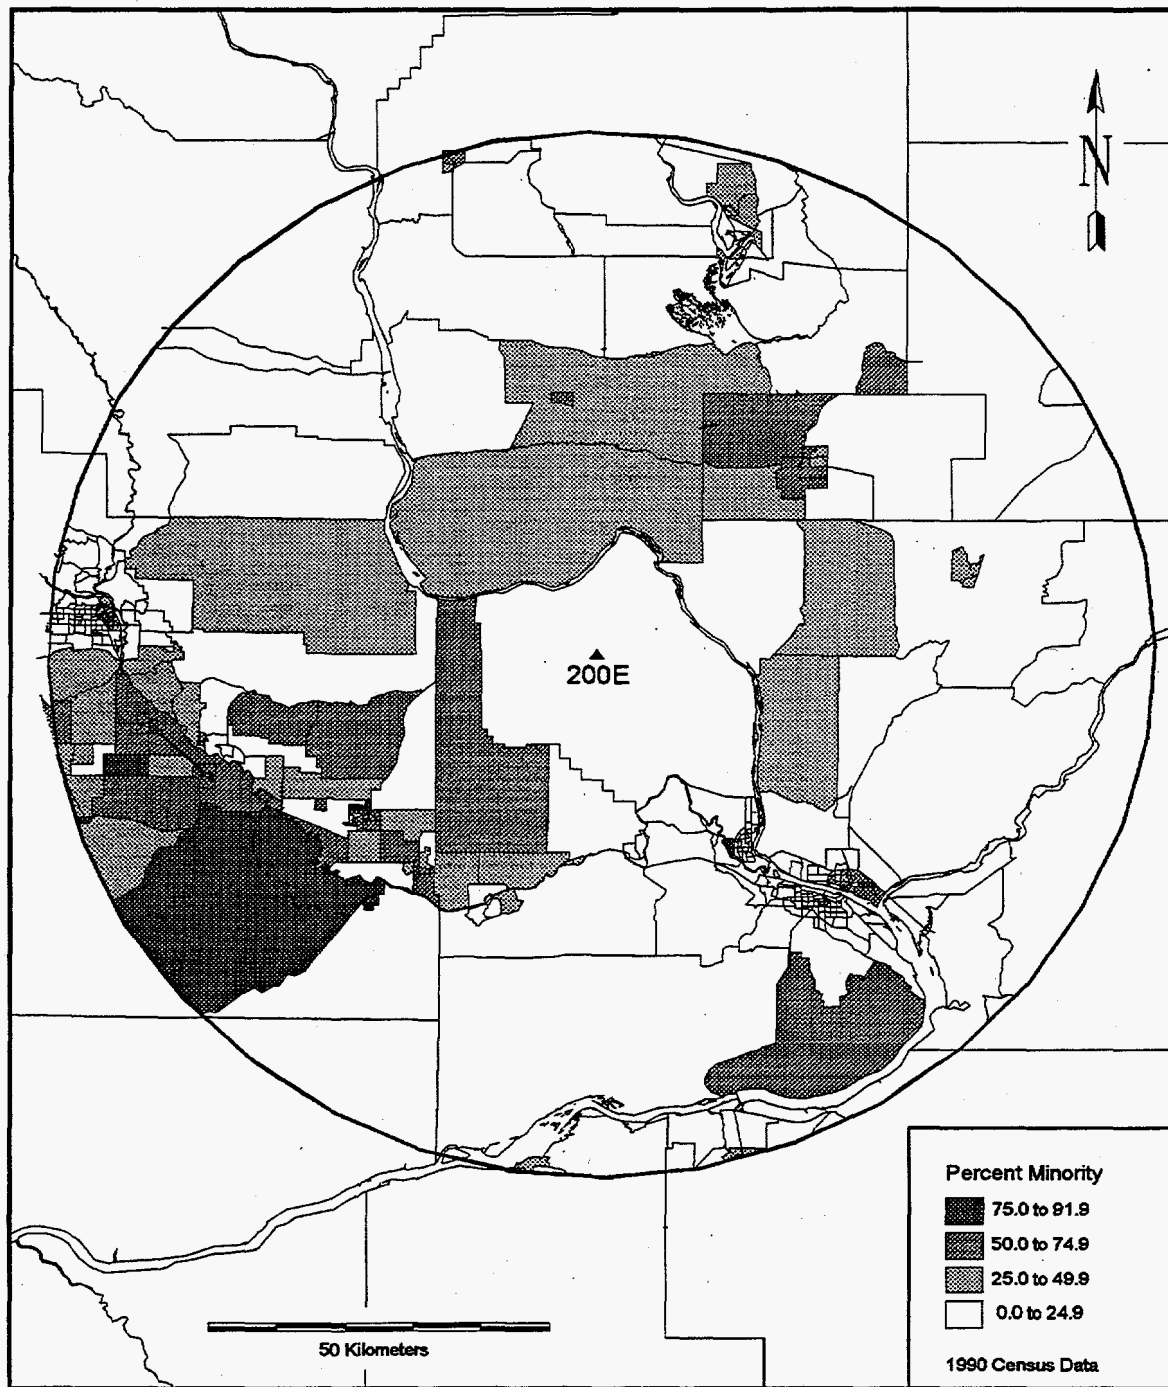 N
200E
Percent Minority
75.0 to 91.9
50.0 to 74.9
25.0 to 49.9
0.0 to 24.9
1990 Census Data
50 Kilometers